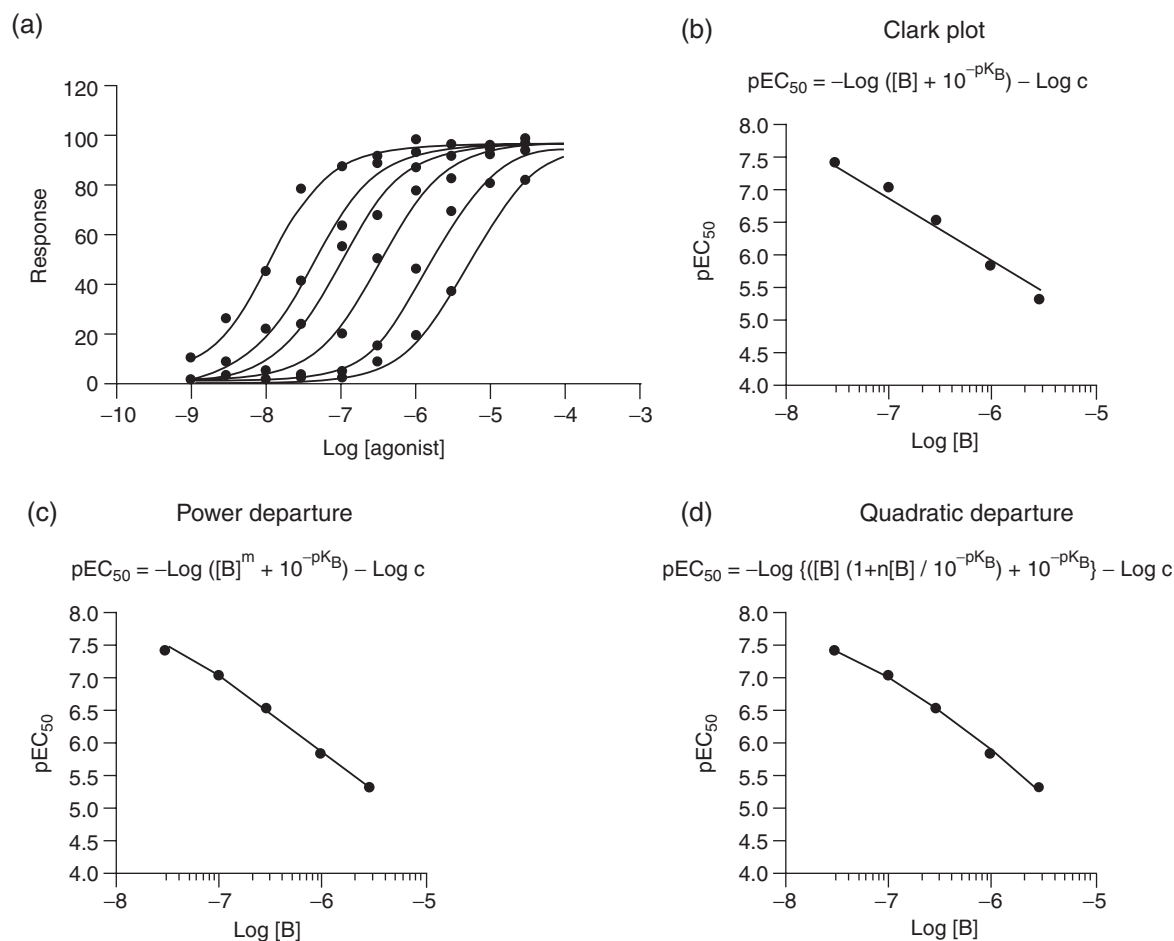 (a)
120
100
80
60
40
20
0
Response
–10 –9 –8 –7 –6 –5 –4 –3
Log [agonist]
(b) Clark plot
pEC50 = –Log ([B] + 10^–pKB) – Log c
8.0
7.5
7.0
6.5
6.0
5.5
5.0
4.5
4.0
pEC50
–8 –7 –6 –5
Log [B]
(c) Power departure
pEC50 = –Log ([B]^m + 10^–pKB) – Log c
8.0
7.5
7.0
6.5
6.0
5.5
5.0
4.5
4.0
pEC50
–8 –7 –6 –5
Log [B]
(d) Quadratic departure
pEC50 = –Log {([B] (1+n[B] / 10^–pKB) + 10^–pKB} – Log c
8.0
7.5
7.0
6.5
6.0
5.5
5.0
4.5
4.0
pEC50
–8 –7 –6 –5
Log [B]